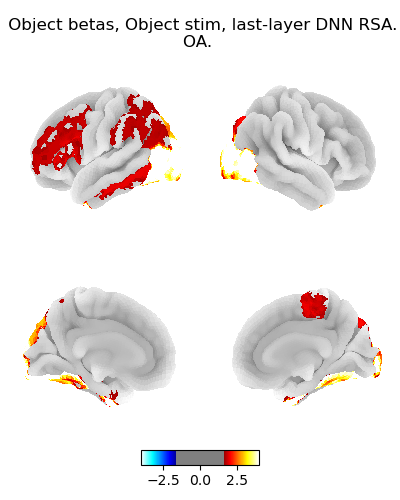 Object betas, Object stim, last-layer DNN RSA.
OA.
−2.5 0.0 2.5